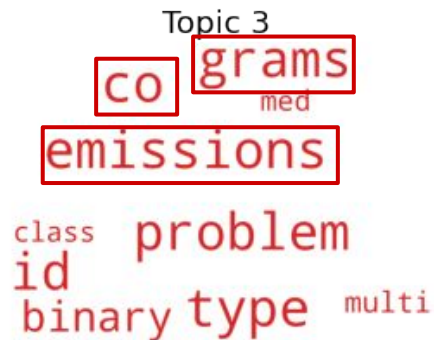 Topic 3
grams
co
med
emissions
class
problem
id
binary
type
multi